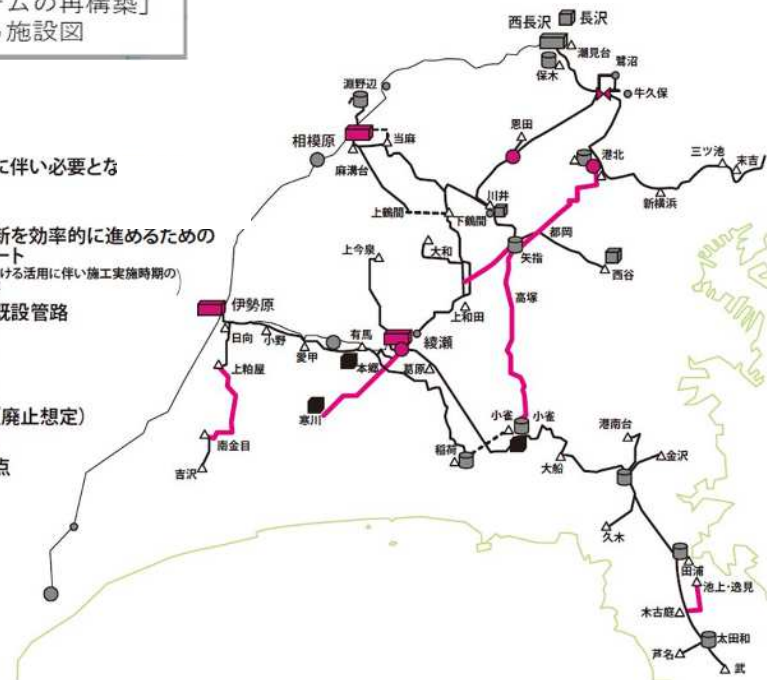 ムの再構築」
施設図
に伴い必要とな
新を効率的に進めるための
ート
ける活用に伴い施工実施時期の
既設管路
廃止想定）
点
西長沢
長沢
潮見台
保木
鷺沼
牛久保
淵野辺
相模原
当麻
麻溝台
恩田
港北
三ツ池
末吉
新横浜
上鶴間
下鶴間
川井
都岡
矢指
西谷
上今泉
大和
高塚
上和田
伊勢原
日向
小野
愛甲
有馬
綾瀬
本郷
葛原
上粕屋
寒川
南金目
吉沢
小雀
小雀
稲荷
大船
港南台
金沢
久木
田浦
池上・逸見
木古庭
太田和
芦名
武